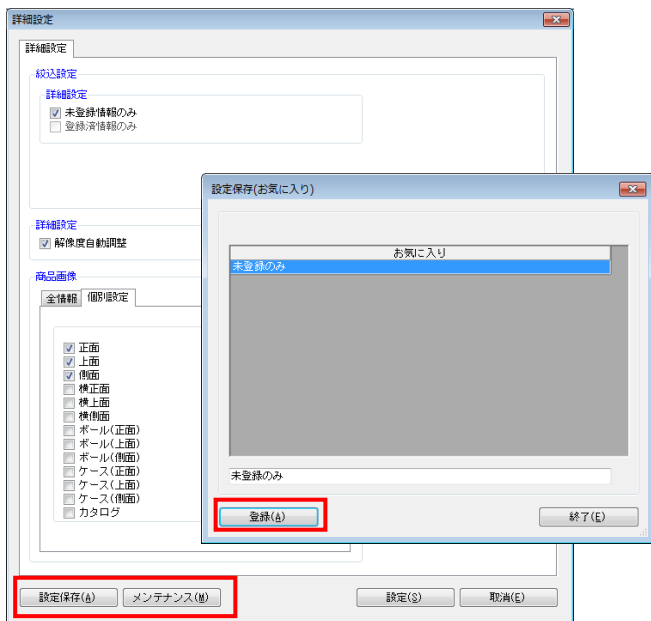 詳細設定
詳細設定
絞込設定
詳細設定
未登録情報のみ
登録済情報のみ
詳細設定
解像度自動調整
商品画像
全情報 個別設定
正面
上面
側面
横正面
横上面
横側面
ボール(正面)
ボール(上面)
ボール(側面)
ケース(正面)
ケース(上面)
ケース(側面)
カタログ
設定保存(A) メンテナンス(M) 設定(S) 取消(E)
設定保存(お気に入り)
お気に入り
未登録のみ
未登録のみ
登録(A) 終了(E)